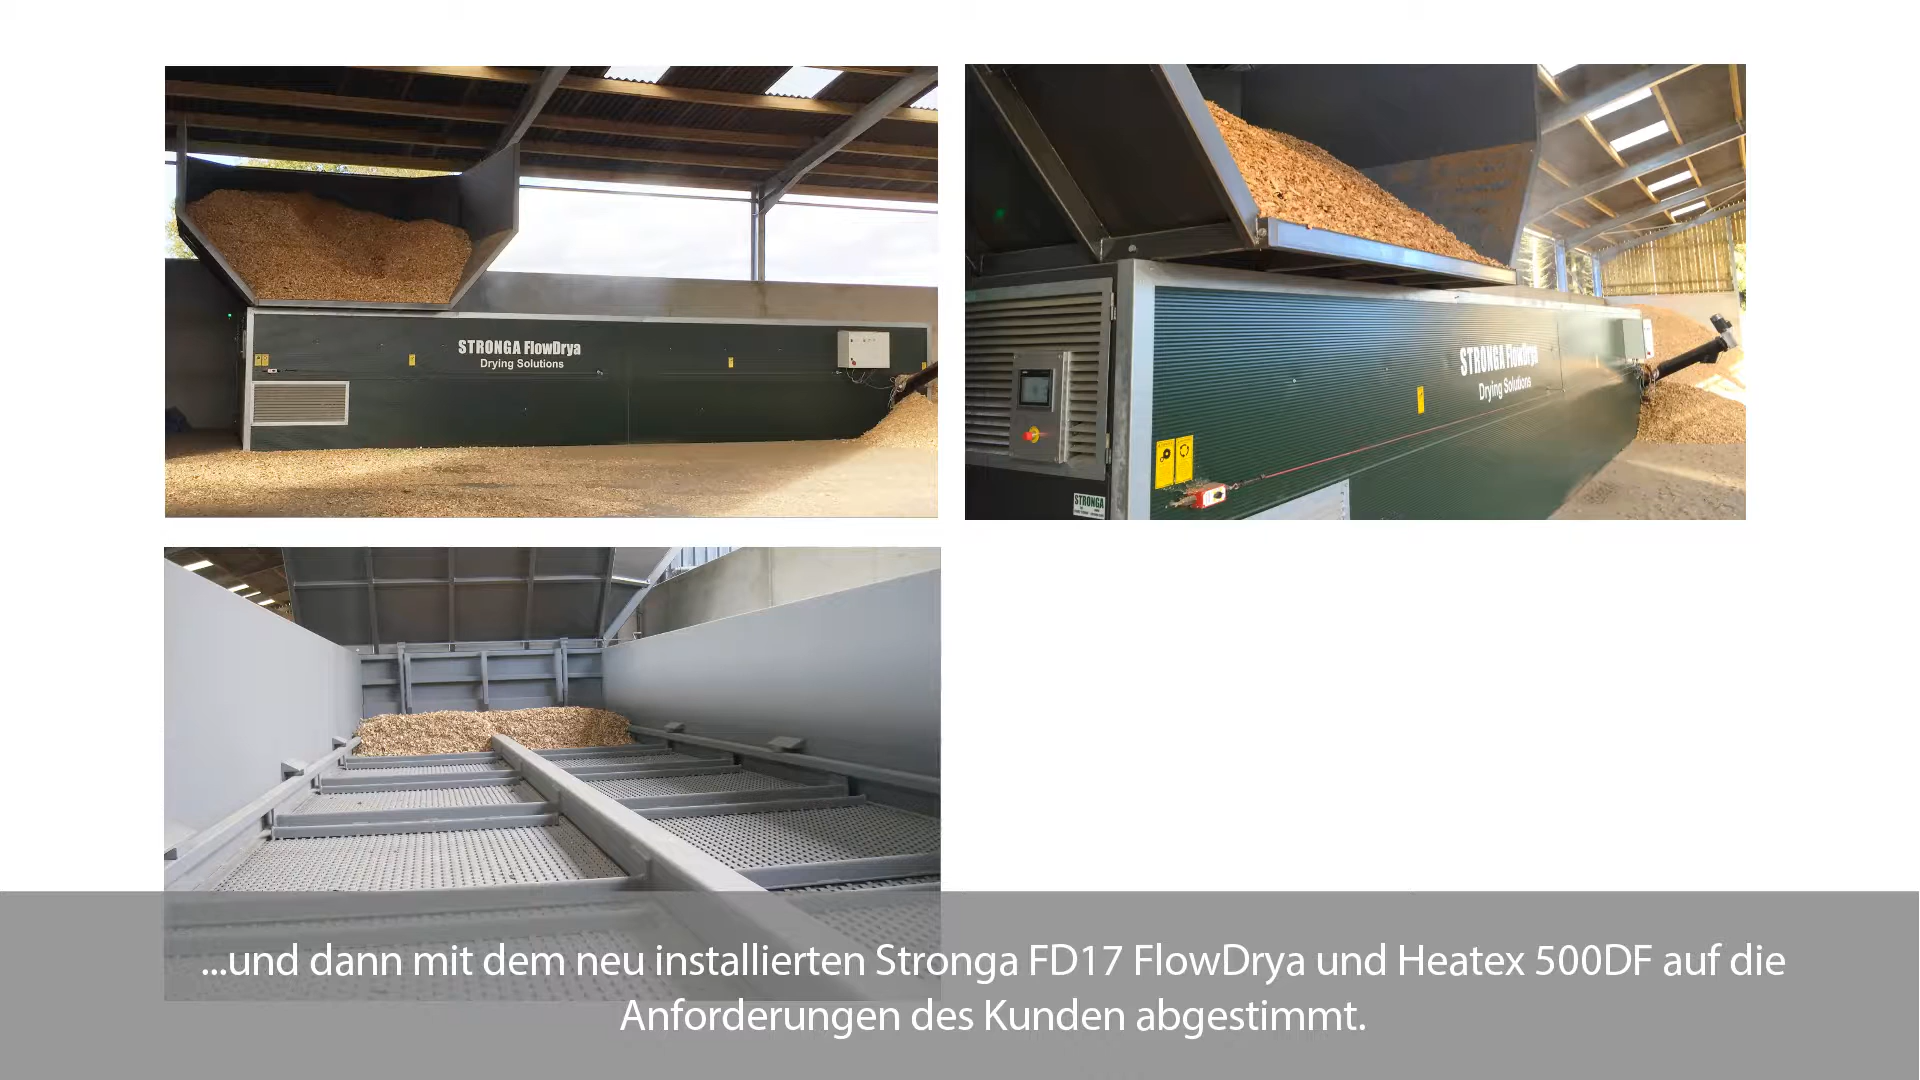 STRONGA FlowDrya
Drying Solutions
STRONGA FlowDrya
Drying Solutions
STRONGA
...und dann mit dem neu installierten Stronga FD17 FlowDrya und Heatex 500DF auf die
Anforderungen des Kunden abgestimmt.